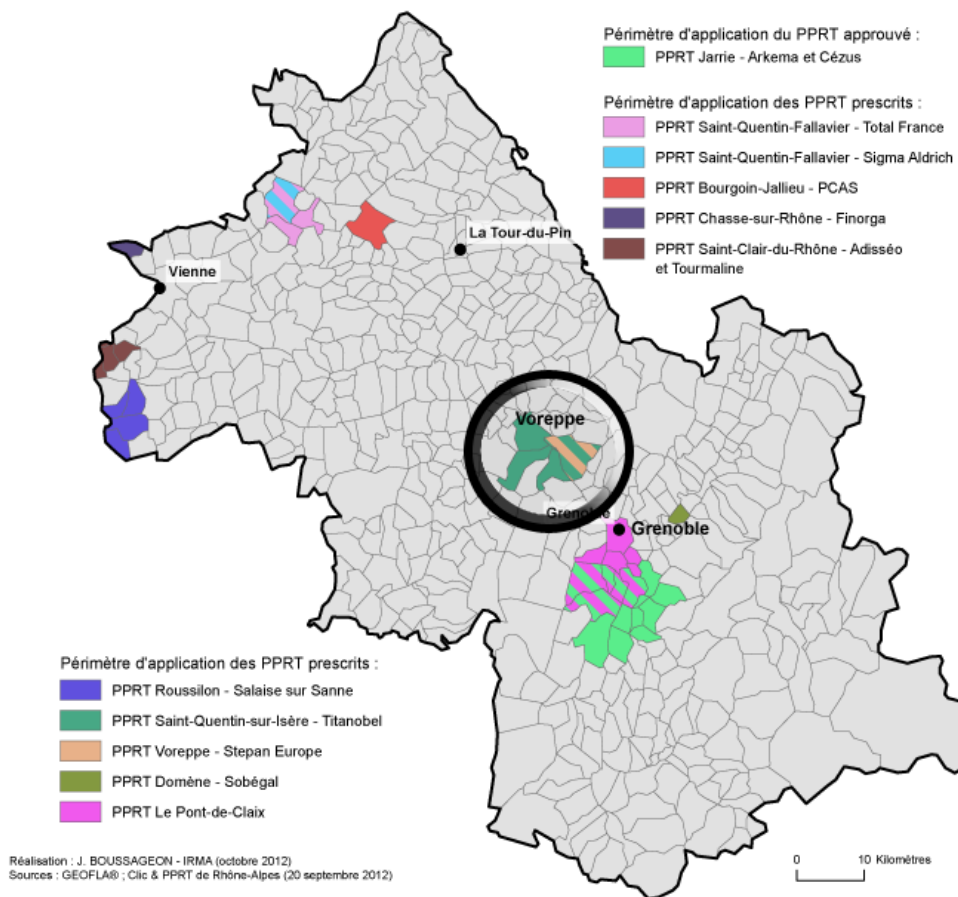 Périmètre d'application du PPRT approuvé :
PPRT Jarrie - Arkema et Cézus
Périmètre d'application des PPRT prescrits :
PPRT Saint-Quentin-Fallavier - Total France
PPRT Saint-Quentin-Fallavier - Sigma Aldrich
PPRT Bourgoin-Jallieu - PCAS
PPRT Chasse-sur-Rhône - Finorga
PPRT Saint-Clair-du-Rhône - Adisséo
et Tourmaline
La Tour-du-Pin
Vienne
Voreppe
Grenoble
Grenoble
Périmètre d'application des PPRT prescrits :
PPRT Roussilon - Salaise sur Sanne
PPRT Saint-Quentin-sur-Isère - Titanobel
PPRT Voreppe - Stepan Europe
PPRT Domène - Sobégal
PPRT Le Pont-de-Claix
Réalisation : J. BOUSSAGEON - IRMA (octobre 2012)
Sources : GEOFLA® ; Clic & PPRT de Rhône-Alpes (20 septembre 2012)
0 10 Kilomètres